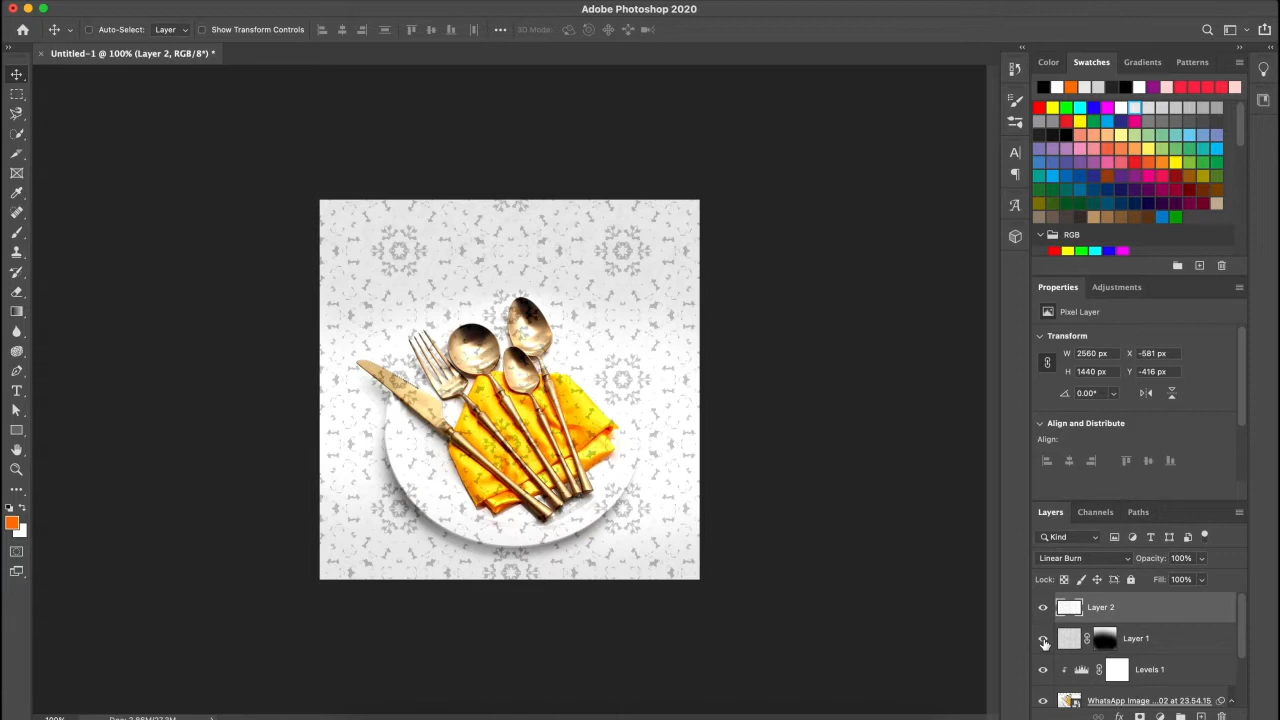 Adobe Photoshop 2020
Auto-Select: Layer Show Transform Controls 3D Mode:
Untitled-1 @ 100% (Layer 2, RGB/8*) *
Color Swatches Gradients Patterns
RGB
Properties Adjustments
Pixel Layer
Transform
W 2560 px X -581 px
H 1440 px Y -416 px
0.00°
Align and Distribute
Align:
Layers Channels Paths
Kind
Linear Burn Opacity: 100%
Lock: Fill: 100%
Layer 2
Layer 1
Levels 1
WhatsApp Image ...02 at 23.54.15